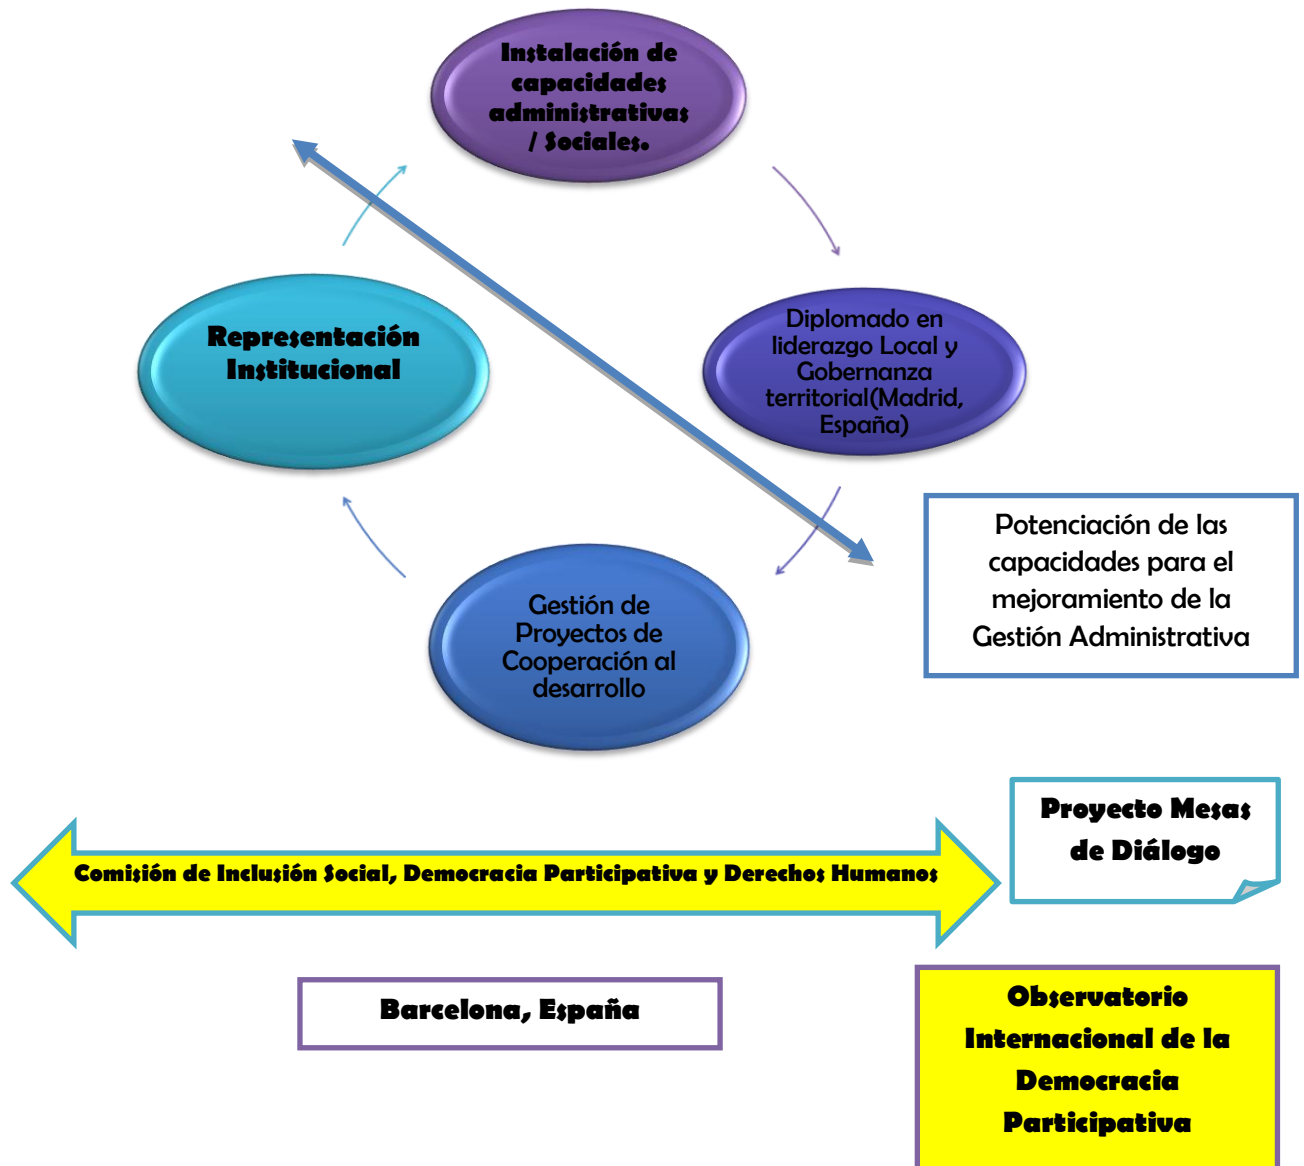 Instalación de
capacidades
administrativas
/ Sociales.
Representación
Institucional
Diplomado en
liderazgo Local y
Gobernanza
territorial(Madrid,
España)
Gestión de
Proyectos de
Cooperación al
desarrollo
Potenciación de las
capacidades para el
mejoramiento de la
Gestión Administrativa
Proyecto Mesas
de Diálogo
Comisión de Inclusión Social, Democracia Participativa y Derechos Humanos
Barcelona, España
Observatorio
Internacional de la
Democracia
Participativa